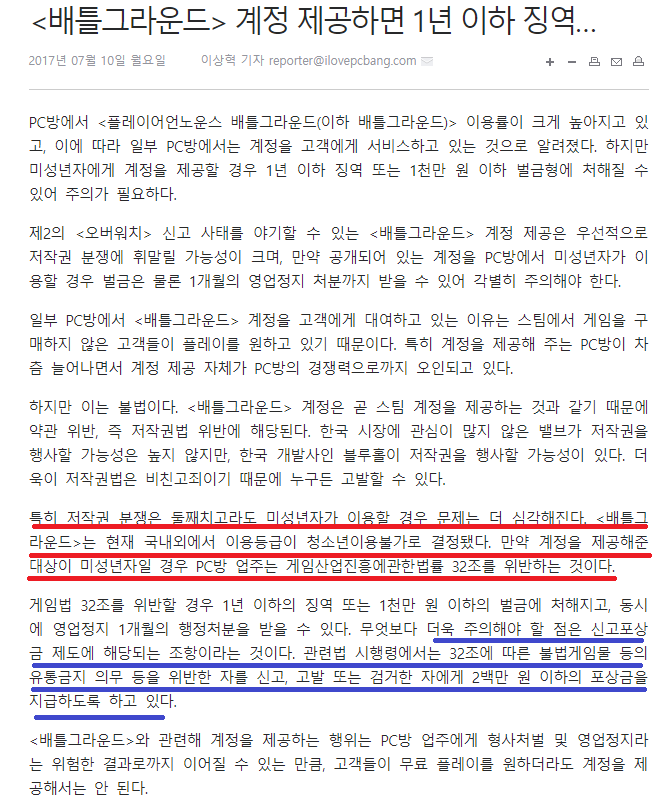 <배틀그라운드> 계정 제공하면 1년 이하 징역...
2017년 07월 10일 월요일 이상혁 기자 reporter@ilovepcbang.com
PC방에서 <플레이어언노운스 배틀그라운드(이하 배틀그라운드)> 이용률이 크게 높아지고 있
고, 이에 따라 일부 PC방에서는 계정을 고객에게 서비스하고 있는 것으로 알려졌다. 하지만
미성년자에게 계정을 제공할 경우 1년 이하 징역 또는 1천만 원 이하 벌금형에 처해질 수
있어 주의가 필요하다.
제2의 <오버워치> 신고 사태를 야기할 수 있는 <배틀그라운드> 계정 제공은 우선적으로
저작권 분쟁에 휘말릴 가능성이 크며, 만약 공개되어 있는 계정을 PC방에서 미성년자가 이
용할 경우 벌금은 물론 1개월의 영업정지 처분까지 받을 수 있어 각별히 주의해야 한다.
일부 PC방에서 <배틀그라운드> 계정을 고객에게 대여하고 있는 이유는 스팀에서 게임을 구
매하지 않은 고객들이 플레이를 원하고 있기 때문이다. 특히 계정을 제공해 주는 PC방이 차
츰 늘어나면서 계정 제공 자체가 PC방의 경쟁력으로까지 오인되고 있다.
하지만 이는 불법이다. <배틀그라운드> 계정은 곧 스팀 계정을 제공하는 것과 같기 때문에
약관 위반, 즉 저작권법 위반에 해당된다. 한국 시장에 관심이 많지 않은 밸브가 저작권을
행사할 가능성은 높지 않지만, 한국 개발사인 블루홀이 저작권을 행사할 가능성이 있다. 더
욱이 저작권법은 비친고죄이기 때문에 누구든 고발할 수 있다.
특히 저작권 분쟁은 둘째치고라도 미성년자가 이용할 경우 문제는 더 심각해진다. <배틀그
라운드>는 현재 국내외에서 이용등급이 청소년이용불가로 결정됐다. 만약 계정을 제공해준
대상이 미성년자일 경우 PC방 업주는 게임산업진흥에관한법률 32조를 위반하는 것이다.
게임법 32조를 위반할 경우 1년 이하의 징역 또는 1천만 원 이하의 벌금에 처해지고, 동시
에 영업정지 1개월의 행정처분을 받을 수 있다. 무엇보다 더욱 주의해야 할 점은 신고포상
금 제도에 해당되는 조항이라는 것이다. 관련법 시행령에서는 32조에 따른 불법게임물 등의
유통금지 의무 등을 위반한 자를 신고, 고발 또는 검거한 자에게 2백만 원 이하의 포상금을
지급하도록 하고 있다.
<배틀그라운드>와 관련해 계정을 제공하는 행위는 PC방 업주에게 형사처벌 및 영업정지라
는 위험한 결과로까지 이어질 수 있는 만큼, 고객들이 무료 플레이를 원하더라도 계정을 제
공해서는 안 된다.